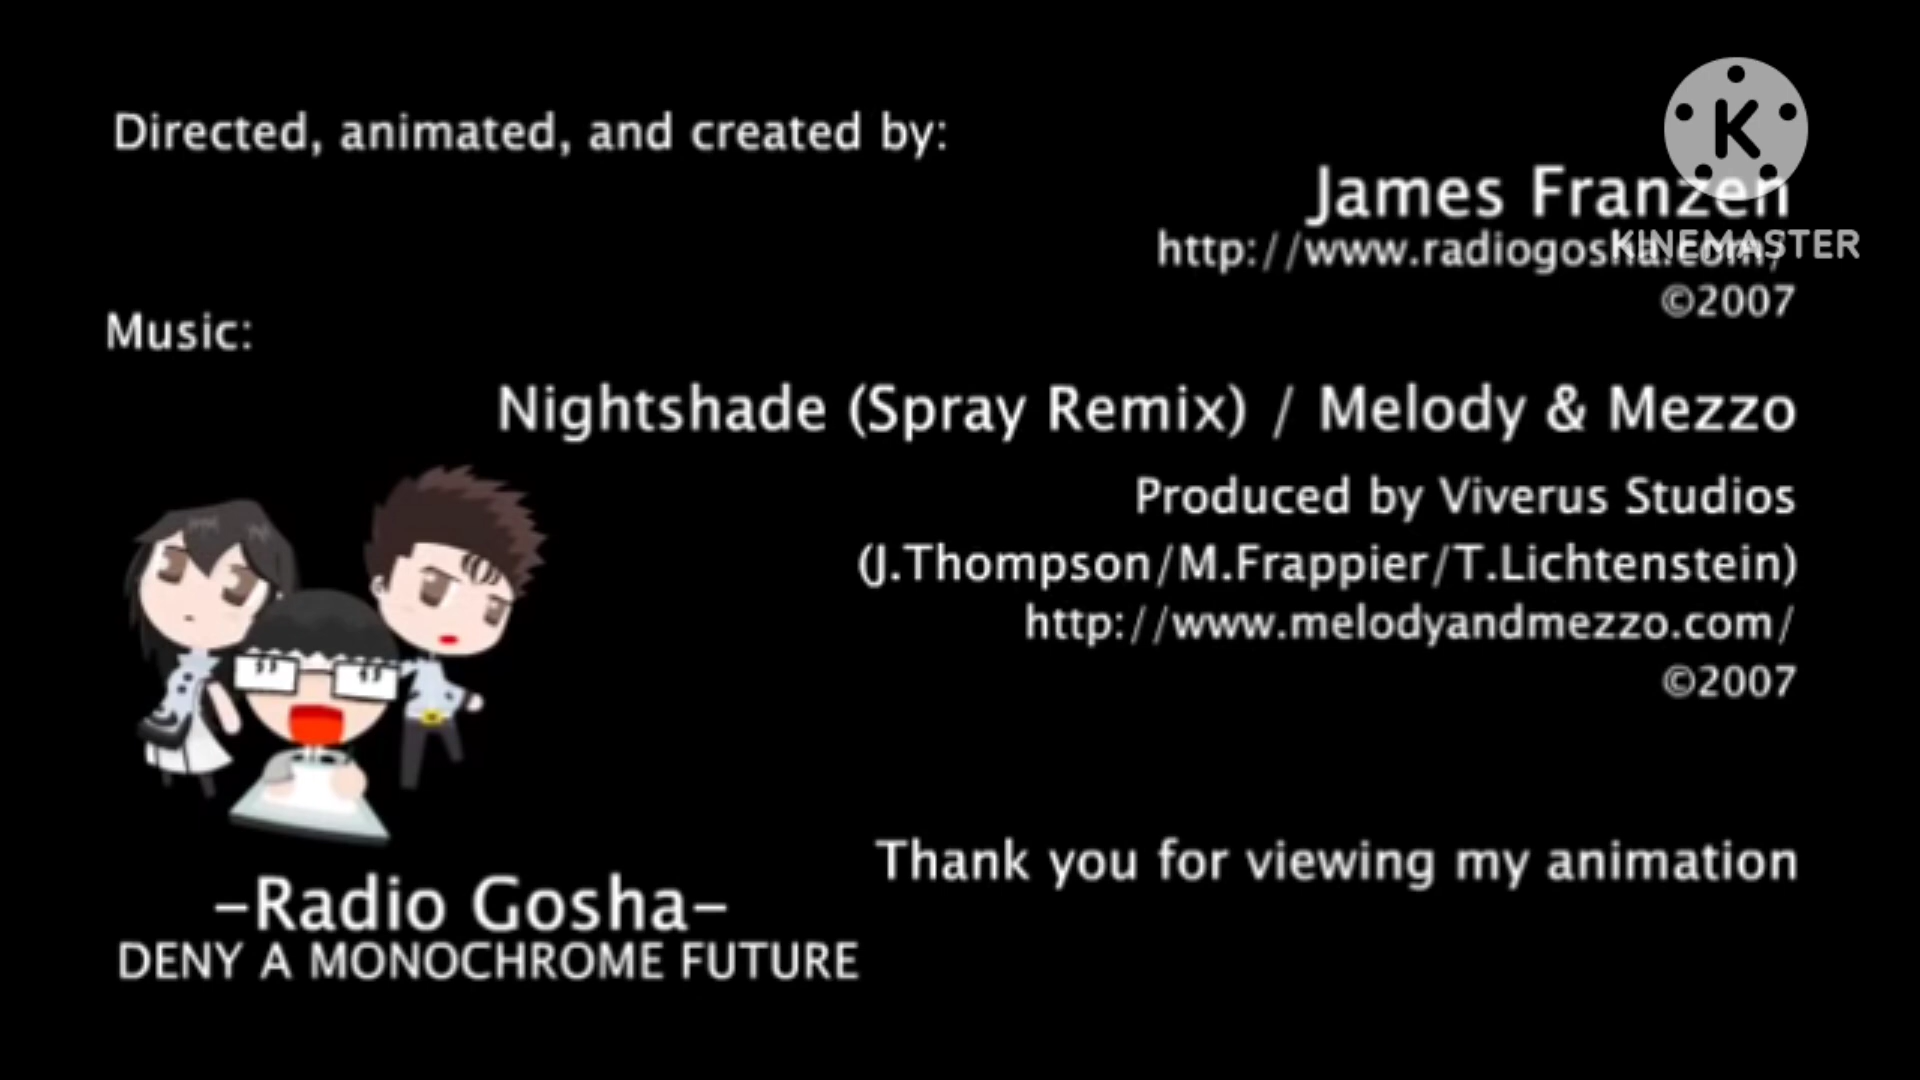 Directed, animated, and created by:
James Franzen
http://www.radiogosha.com/
©2007
Music:
Nightshade (Spray Remix) / Melody & Mezzo
Produced by Viverus Studios
(J.Thompson/M.Frappier/T.Lichtenstein)
http://www.melodyandmezzo.com/
©2007
Thank you for viewing my animation
-Radio Gosha-
DENY A MONOCHROME FUTURE
K
KINEMASTER